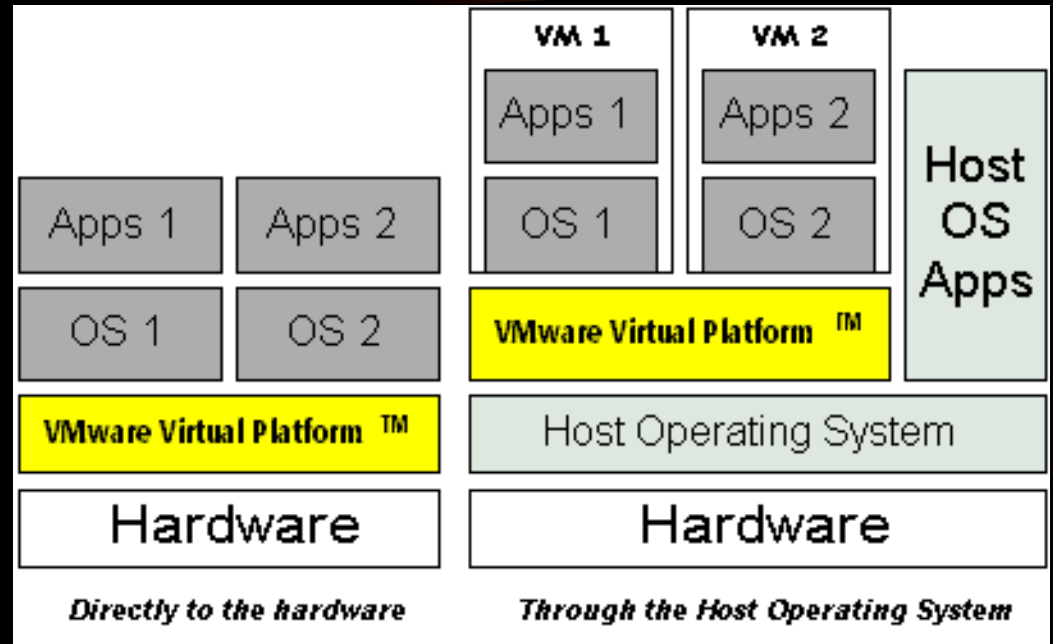 Apps 1
Apps 2
OS 1
OS 2
VMware Virtual Platform TM
Hardware
Directly to the hardware
VM 1
VM 2
Apps 1
Apps 2
OS 1
OS 2
Host
OS
Apps
VMware Virtual Platform TM
Host Operating System
Hardware
Through the Host Operating System